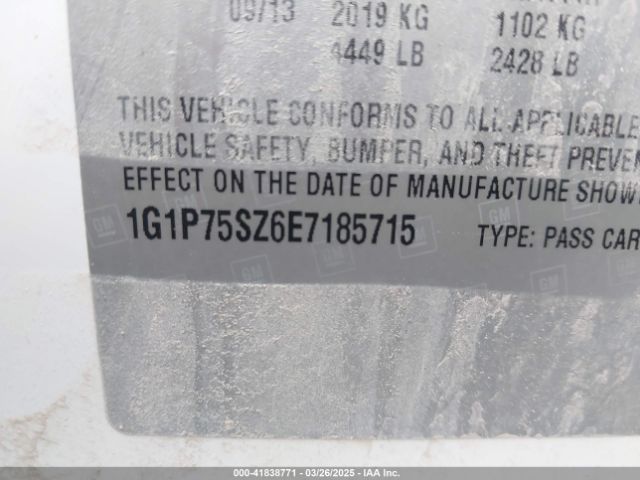 09/13 2019 KG 1102 KG
4449 LB 2428 LB
THIS VEHICLE CONFORMS TO ALL APPLICABLE
VEHICLE SAFETY, BUMPER, AND THEFT PREVEN
EFFECT ON THE DATE OF MANUFACTURE SHOW
1G1P75SZ6E7185715 TYPE: PASS CAR
GM
000-41838771 | 03/26/2025 — IAA Inc.